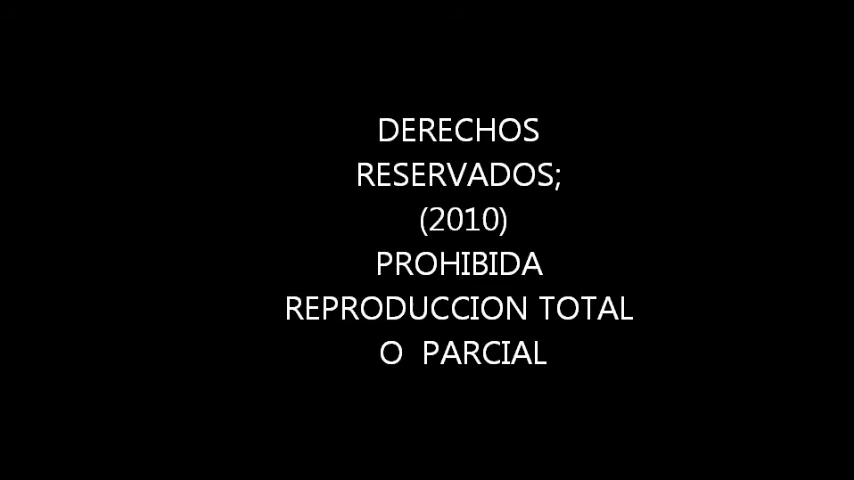 DERECHOS
RESERVADOS;
(2010)
PROHIBIDA
REPRODUCCION TOTAL
O PARCIAL